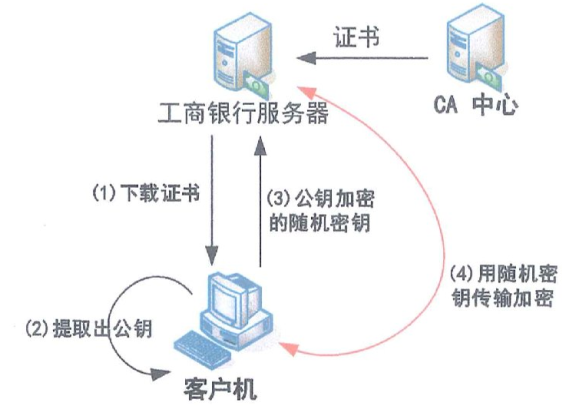 证书
工商银行服务器
CA 中心
(1)下载证书
(3)公钥加密
的随机密钥
(4)用随机密
钥传输加密
(2)提取出公钥
客户机